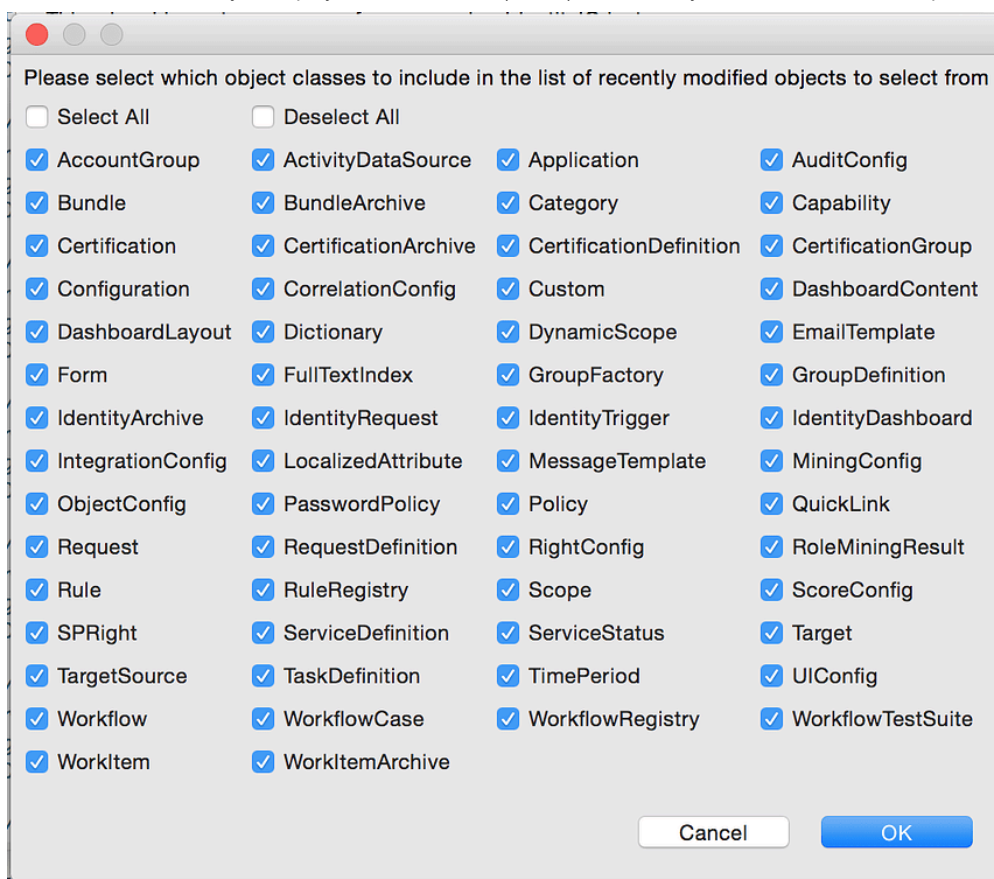 Please select which object classes to include in the list of recently modified objects to select from
Select All Deselect All
AccountGroup ActivityDataSource Application AuditConfig
Bundle BundleArchive Category Capability
Certification CertificationArchive CertificationDefinition CertificationGroup
Configuration CorrelationConfig Custom DashboardContent
DashboardLayout Dictionary DynamicScope EmailTemplate
Form FullTextIndex GroupFactory GroupDefinition
IdentityArchive IdentityRequest IdentityTrigger IdentityDashboard
IntegrationConfig LocalizedAttribute MessageTemplate MiningConfig
ObjectConfig PasswordPolicy Policy QuickLink
Request RequestDefinition RightConfig RoleMiningResult
Rule RuleRegistry Scope ScoreConfig
SPRight ServiceDefinition ServiceStatus Target
TargetSource TaskDefinition TimePeriod UIConfig
Workflow WorkflowCase WorkflowRegistry WorkflowTestSuite
WorkItem WorkItemArchive
Cancel OK